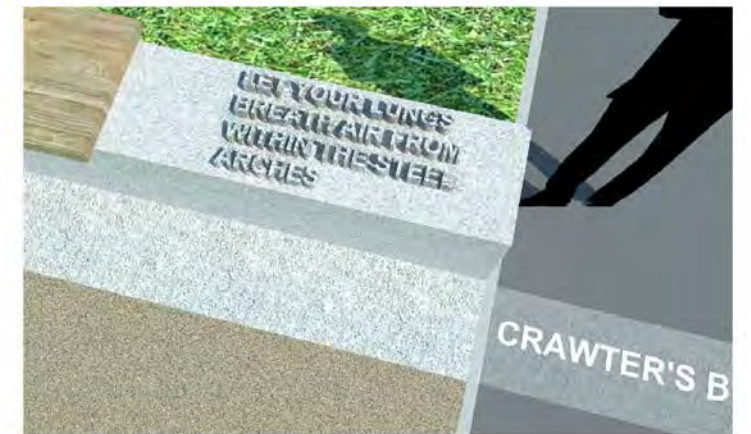 LET YOUR LUNGS
BREATH AIR FROM
WITHIN THE STEEL
ARCHES
CRAWTER'S B